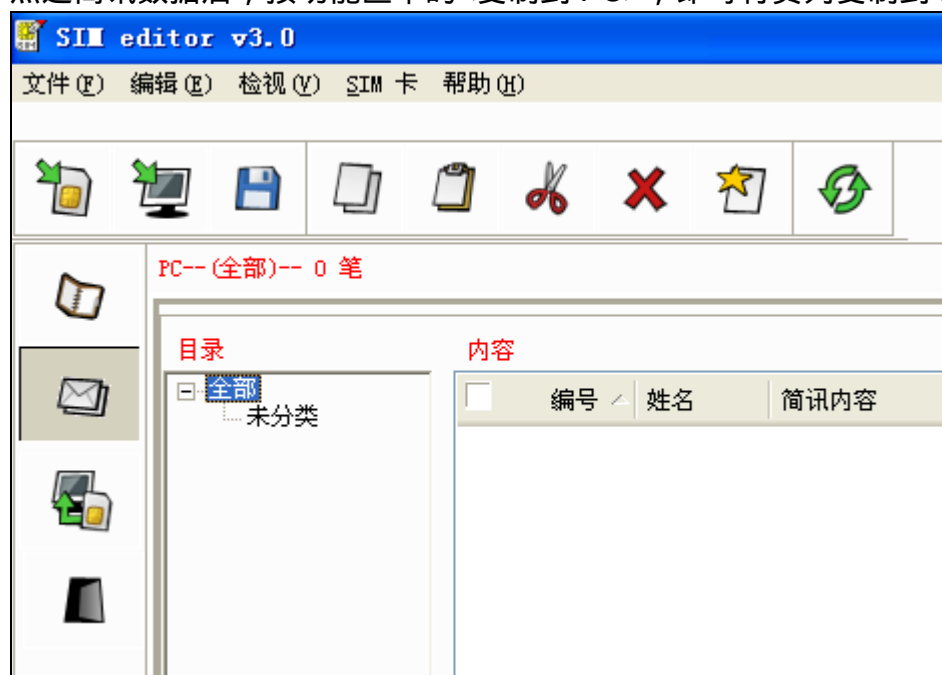 SIM editor v3.0
文件(F) 编辑(E) 检视(V) SIM 卡 帮助(H)
PC--(全部)-- 0 笔
目录
内容
全部
未分类
编号 姓名 简讯内容